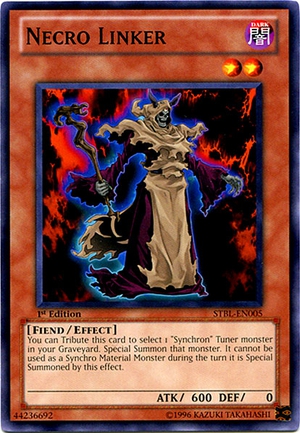 Necro Linker
DARK
闇
1st Edition
STBL-EN005
[Fiend/Effect]
You can Tribute this card to select 1 "Synchron" Tuner monster
in your Graveyard. Special Summon that monster. It cannot be
used as a Synchro Material Monster during the turn it is Special
Summoned by this effect.
ATK/ 600 DEF/ 0
44236692 ©1996 KAZUKI TAKAHASHI